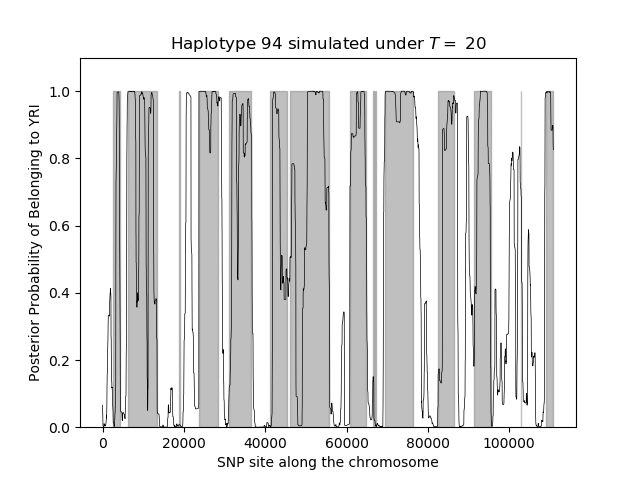 Haplotype 94 simulated under T = 20
Posterior Probability of Belonging to YRI
1.0
0.8
0.6
0.4
0.2
0.0
0 20000 40000 60000 80000 100000
SNP site along the chromosome